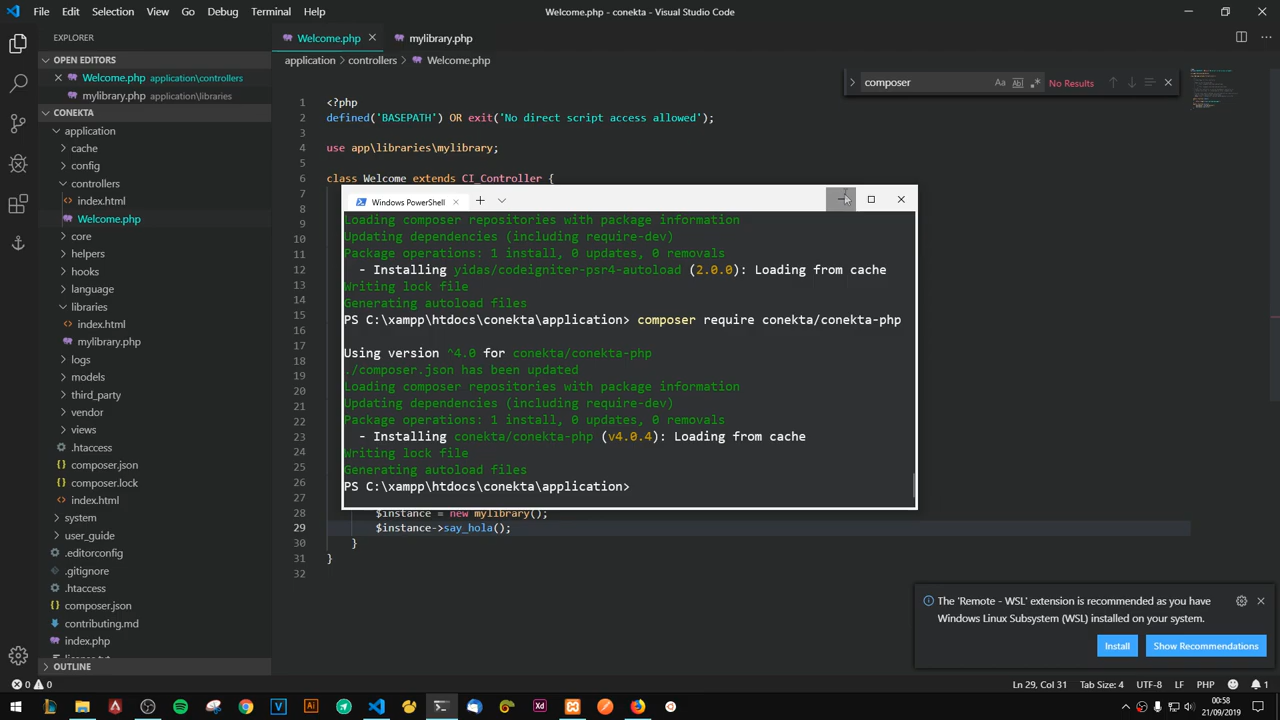 File Edit Selection View Go Debug Terminal Help
Welcome.php - conekta - Visual Studio Code
EXPLORER
Welcome.php
mylibrary.php
OPEN EDITORS
Welcome.php application\controllers
mylibrary.php application\libraries
CONEKTA
application
cache
config
controllers
index.html
Welcome.php
core
helpers
hooks
language
libraries
index.html
mylibrary.php
logs
models
third_party
vendor
views
.htaccess
composer.json
composer.lock
index.html
system
user_guide
.editorconfig
.gitignore
.htaccess
composer.json
contributing.md
index.php
OUTLINE
application > controllers > Welcome.php
composer
Aa Abl .* No Results
1 <?php
2 defined('BASEPATH') OR exit('No direct script access allowed');
3
4 use app\libraries\mylibrary;
5
6 class Welcome extends CI_Controller {
7
8
9
10
11
12
13
14
15
16
17
18
19
20
21
22
23
24
25
26
27
28 $instance = new mylibrary();
29 $instance->say_hola();
30 }
31 }
32
Windows PowerShell
Loading composer repositories with package information
Updating dependencies (including require-dev)
Package operations: 1 install, 0 updates, 0 removals
- Installing yidas/codeigniter-psr4-autoload (2.0.0): Loading from cache
Writing lock file
Generating autoload files
PS C:\xampp\htdocs\conekta\application> composer require conekta/conekta-php
Using version ^4.0 for conekta/conekta-php
./composer.json has been updated
Loading composer repositories with package information
Updating dependencies (including require-dev)
Package operations: 1 install, 0 updates, 0 removals
- Installing conekta/conekta-php (v4.0.4): Loading from cache
Writing lock file
Generating autoload files
PS C:\xampp\htdocs\conekta\application>
The 'Remote - WSL' extension is recommended as you have
Windows Linux Subsystem (WSL) installed on your system.
Install
Show Recommendations
0 0
Ln 29, Col 31 Tab Size: 4 UTF-8 LF PHP 1
00:58
21/09/2019